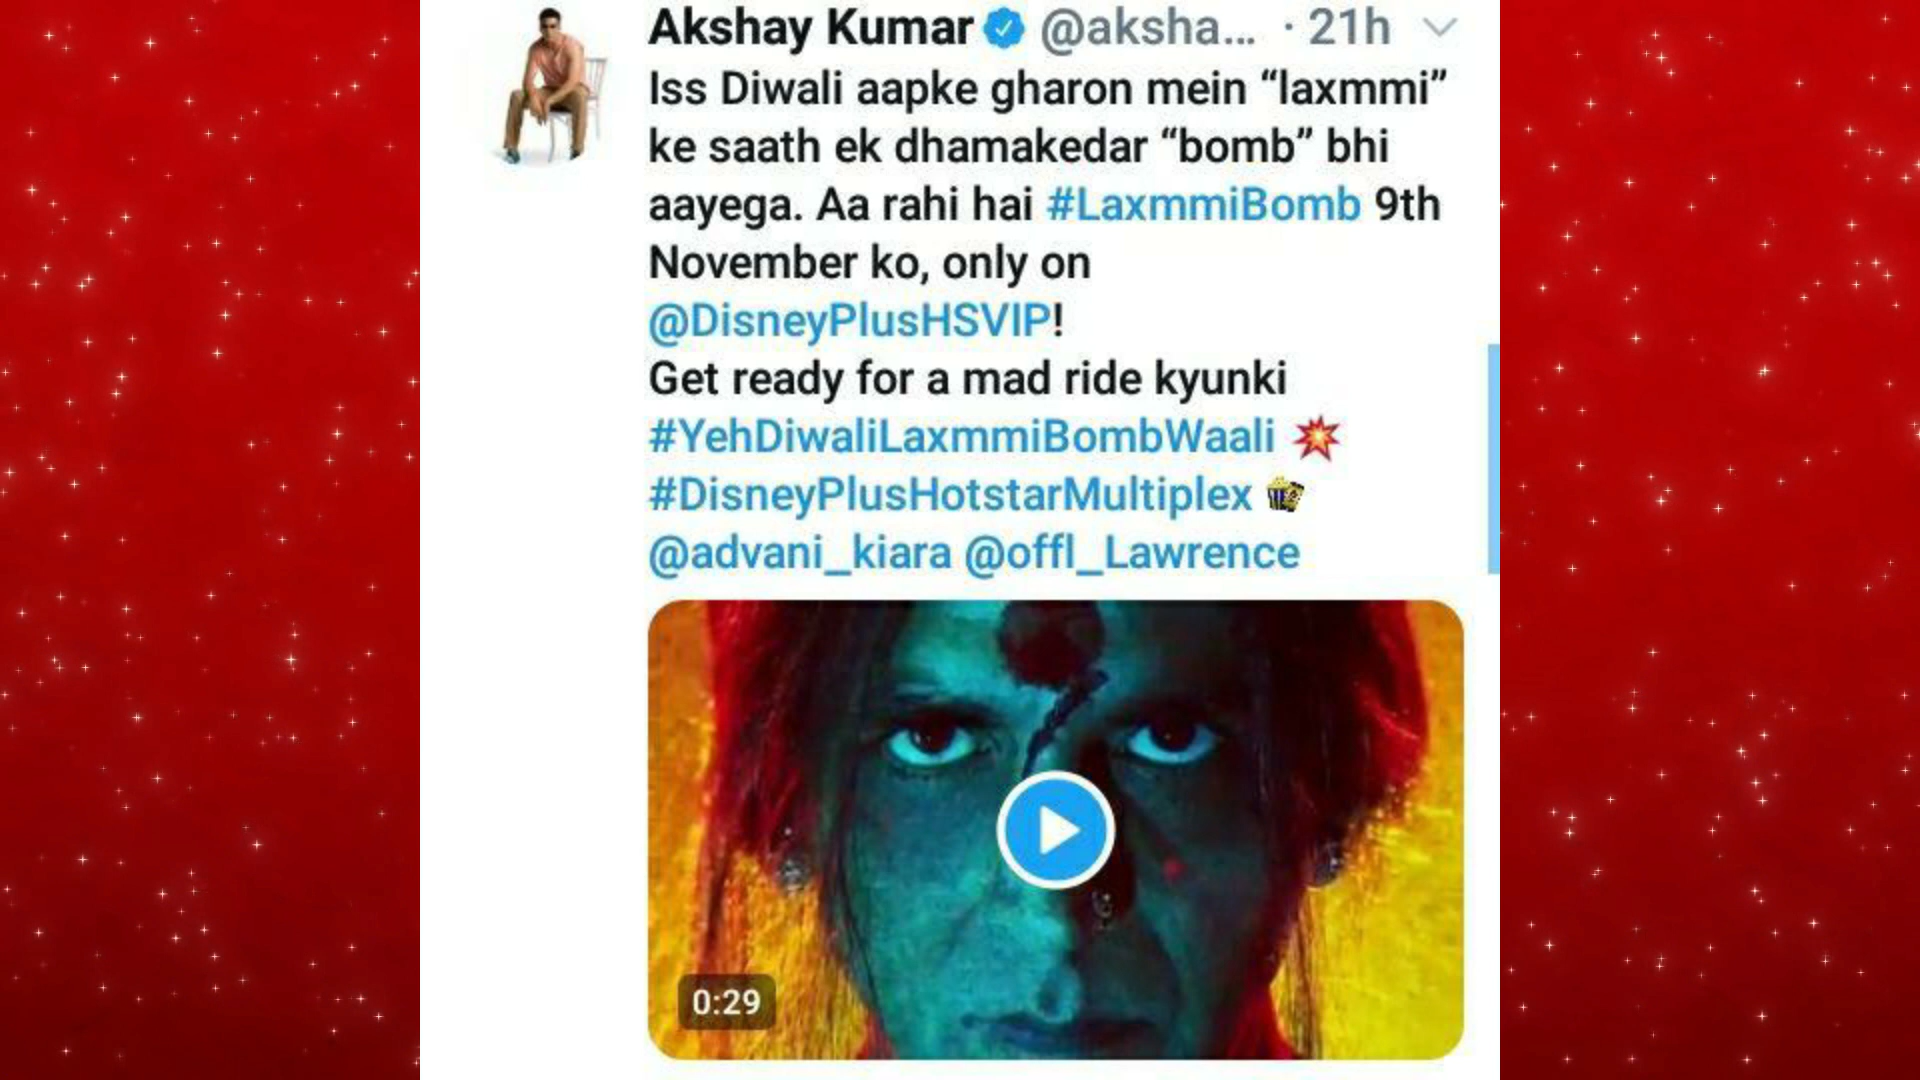 Akshay Kumar @aksha... · 21h
Iss Diwali aapke gharon mein “laxmmi”
ke saath ek dhamakedar “bomb” bhi
aayega. Aa rahi hai #LaxmmiBomb 9th
November ko, only on
@DisneyPlusHSVIP!
Get ready for a mad ride kyunki
#YehDiwaliLaxmmiBombWaali 💥
#DisneyPlusHotstarMultiplex
@advani_kiara @offl_Lawrence
0:29